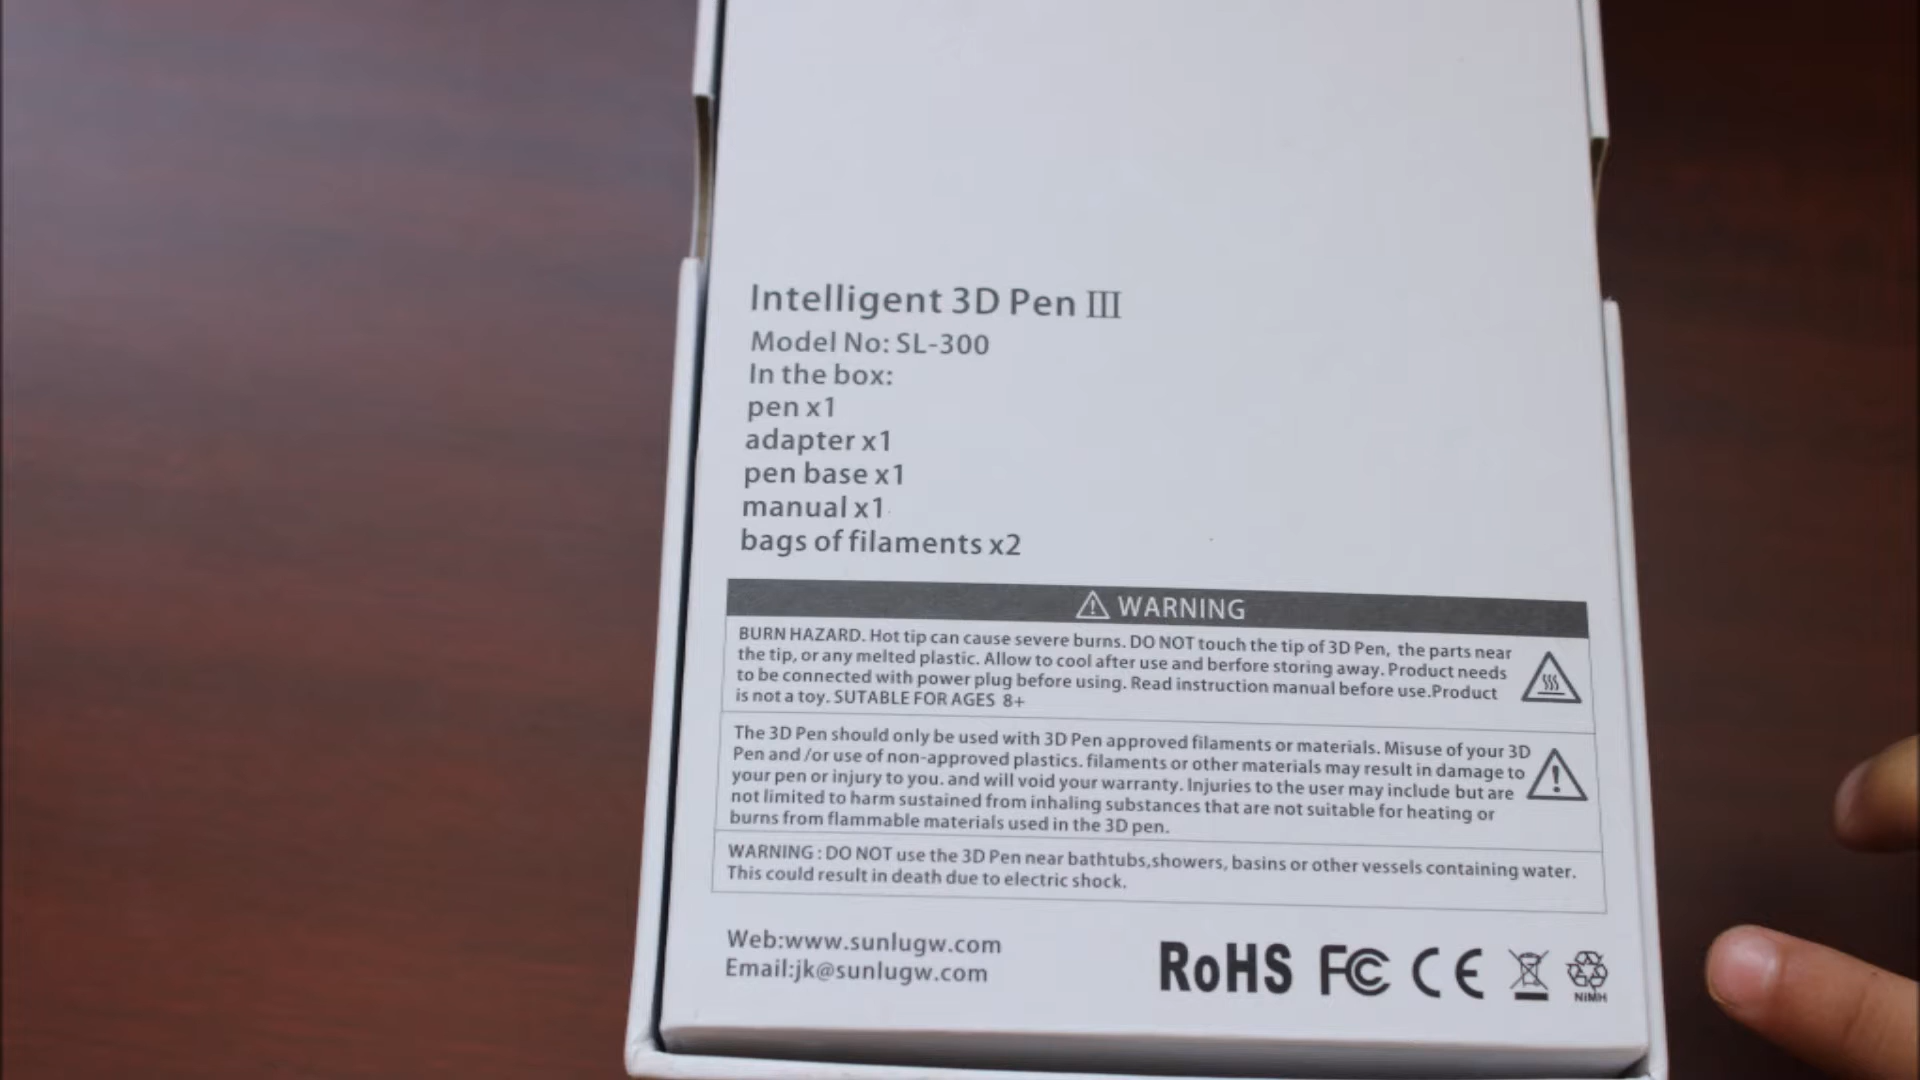 Intelligent 3D Pen III
Model No: SL-300
In the box:
pen x1
adapter x1
pen base x1
manual x1
bags of filaments x2
WARNING
BURN HAZARD. Hot tip can cause severe burns. DO NOT touch the tip of 3D Pen, the parts near
the tip, or any melted plastic. Allow to cool after use and berfore storing away. Product needs
to be connected with power plug before using. Read instruction manual before use.Product
is not a toy. SUTABLE FOR AGES 8+
The 3D Pen should only be used with 3D Pen approved filaments or materials. Misuse of your 3D
Pen and /or use of non-approved plastics. filaments or other materials may result in damage to
your pen or injury to you. and will void your warranty. Injuries to the user may include but are
not limited to harm sustained from inhaling substances that are not suitable for heating or
burns from flammable materials used in the 3D pen.
WARNING : DO NOT use the 3D Pen near bathtubs,showers, basins or other vessels containing water.
This could result in death due to electric shock.
Web:www.sunlugw.com
Email:jk@sunlugw.com
RoHS FC CE
NiMH